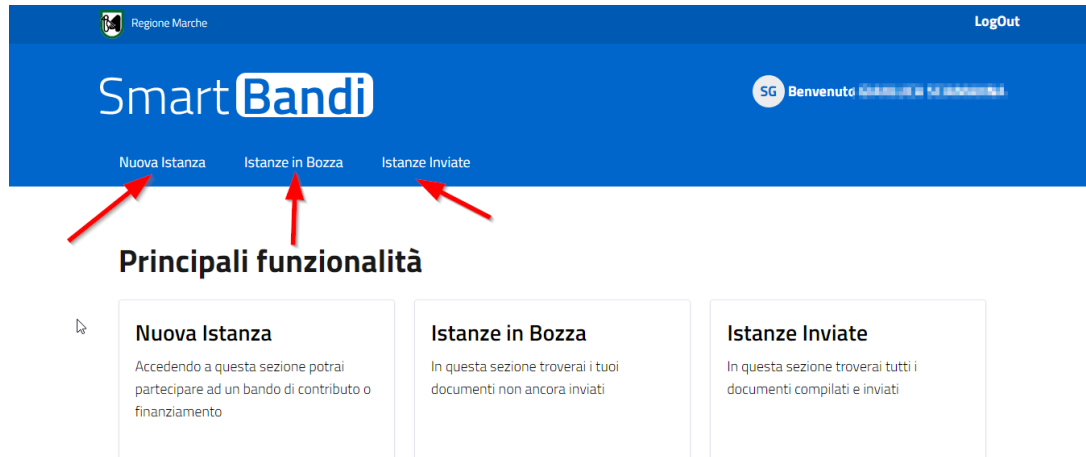 Regione Marche
LogOut
Smart Bandi
SG Benvenuto
Nuova Istanza Istanze in Bozza Istanze Inviate
Principali funzionalità
Nuova Istanza
Accedendo a questa sezione potrai
partecipare ad un bando di contributo o
finanziamento
Istanze in Bozza
In questa sezione troverai i tuoi
documenti non ancora inviati
Istanze Inviate
In questa sezione troverai tutti i
documenti compilati e inviati